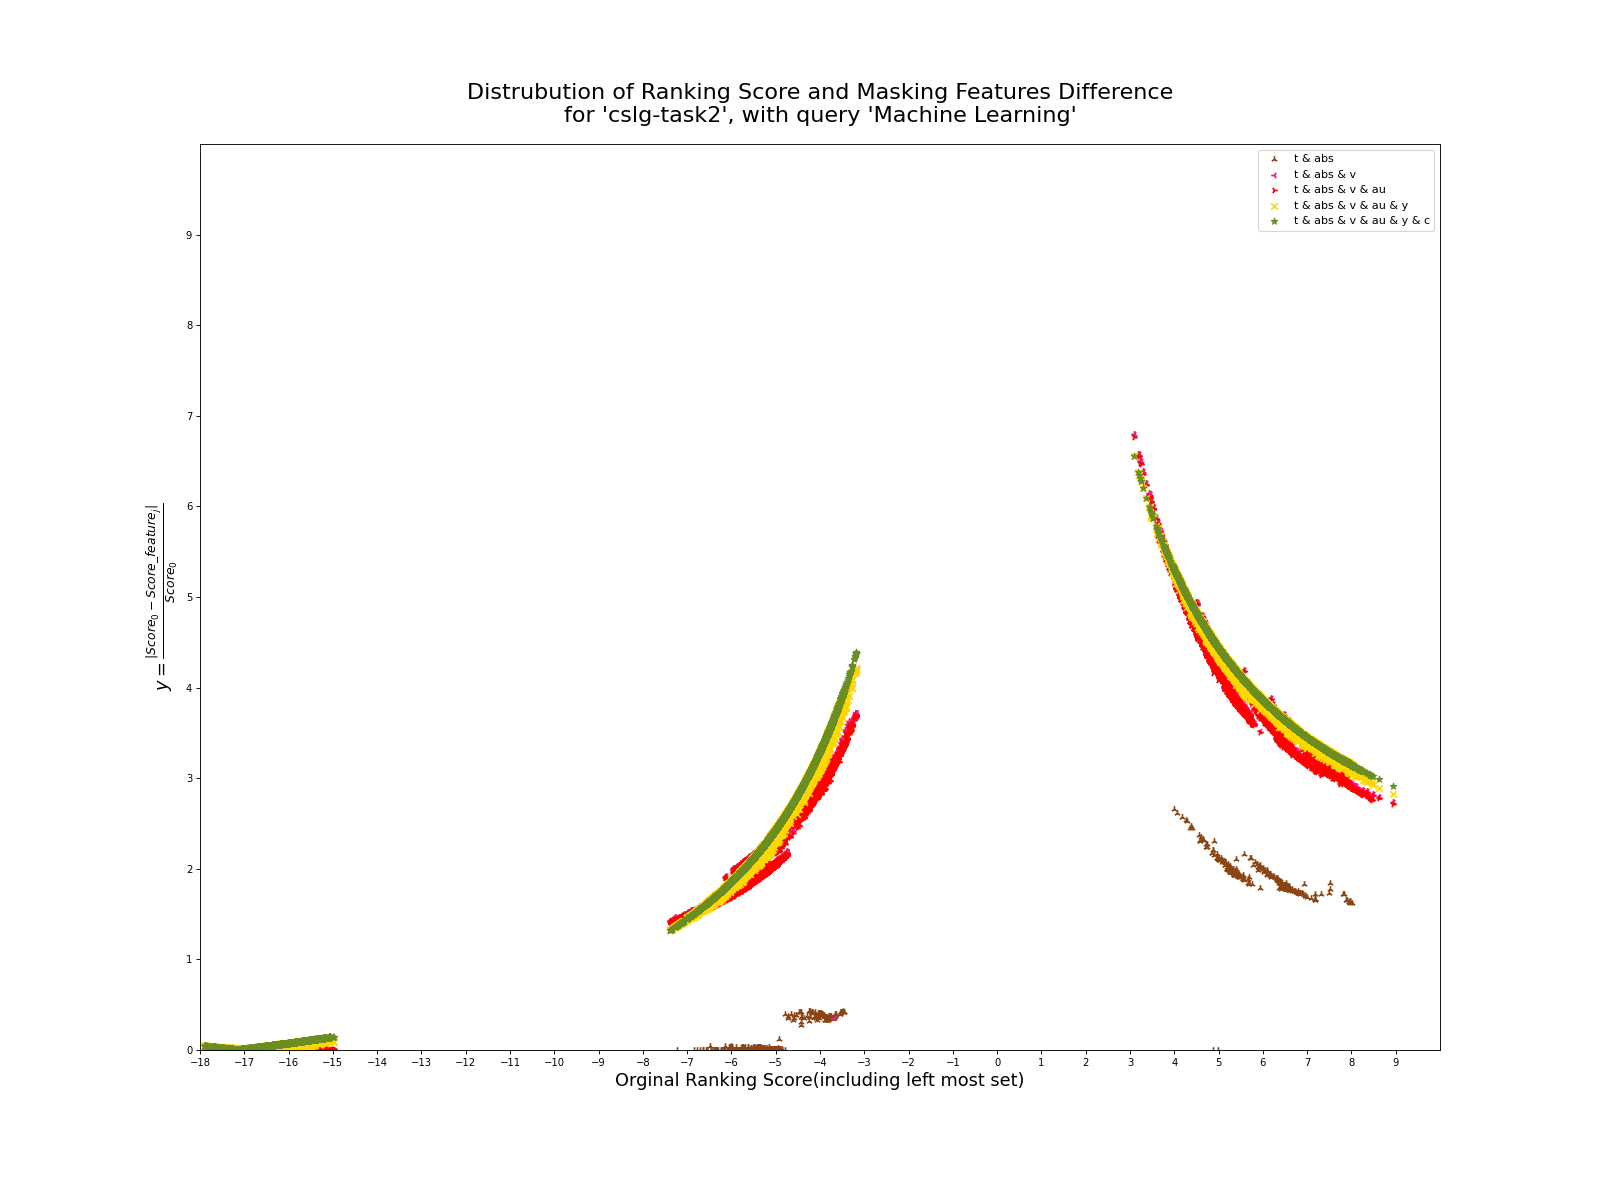 Distrubution of Ranking Score and Masking Features Difference
for 'cslg-task2', with query 'Machine Learning'
t & abs
t & abs & v
t & abs & v & au
t & abs & v & au & y
t & abs & v & au & y & c
9
8
7
6
5
4
3
2
1
0
y = |Score_0 − Score_feature_j| / Score_0
−18 −17 −16 −15 −14 −13 −12 −11 −10 −9 −8 −7 −6 −5 −4 −3 −2 −1 0 1 2 3 4 5 6 7 8 9
Orginal Ranking Score(including left most set)